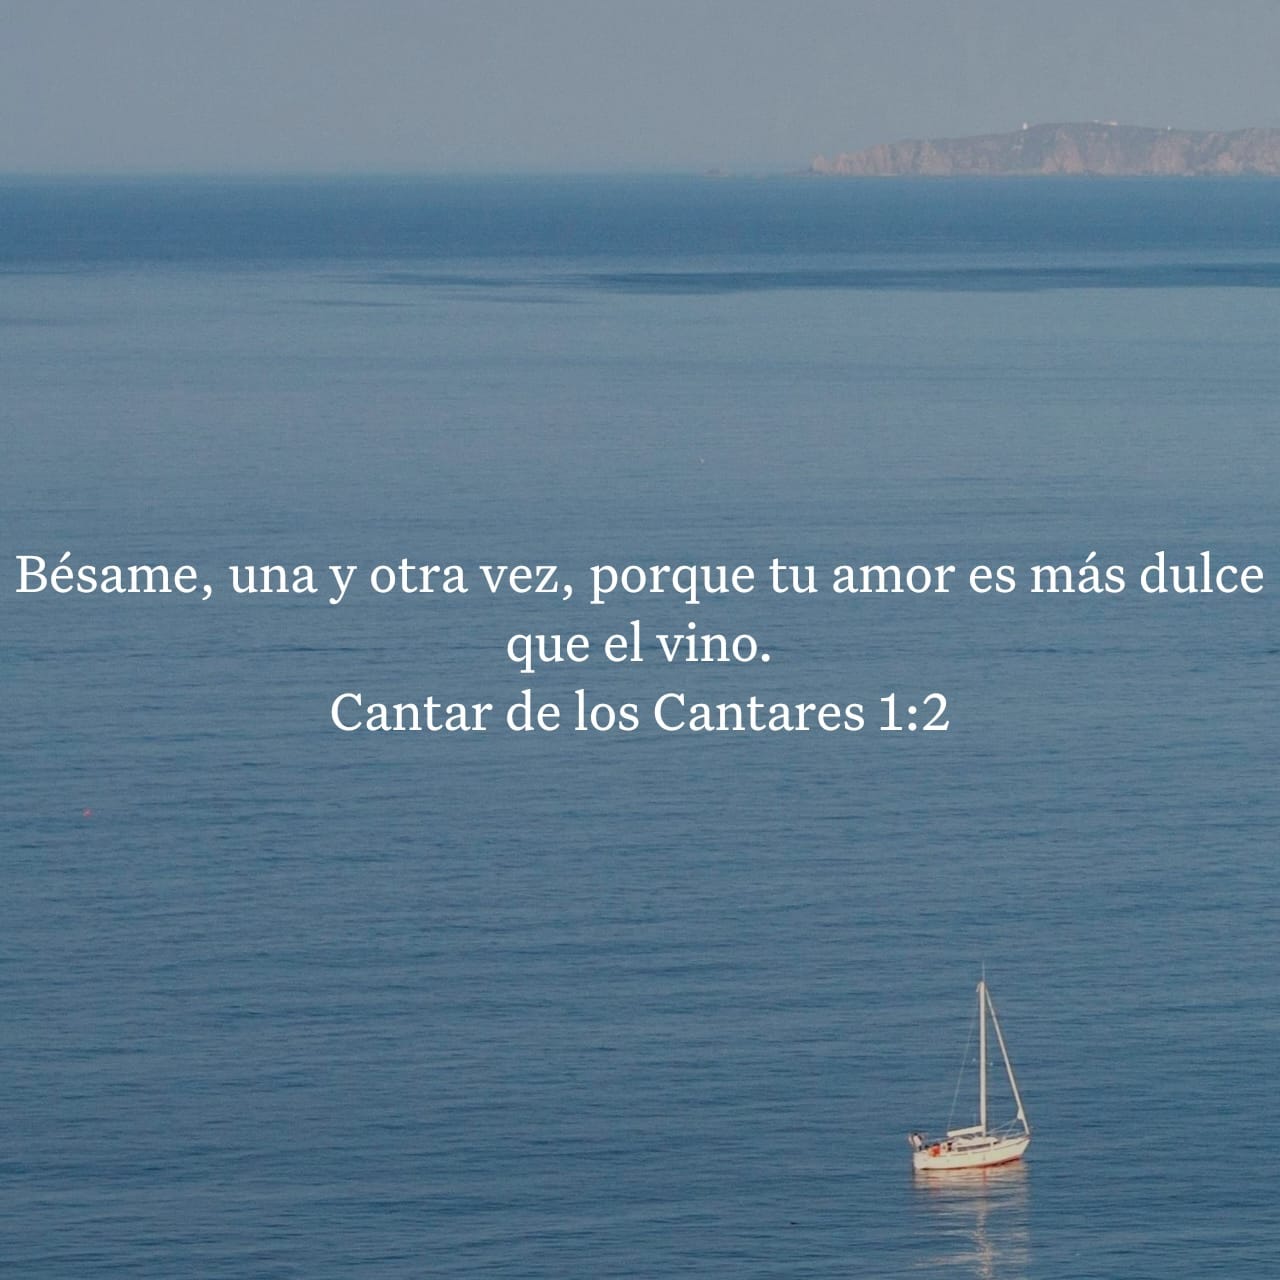 Bésame, una y otra vez, porque tu amor es más dulce
que el vino.
Cantar de los Cantares 1:2